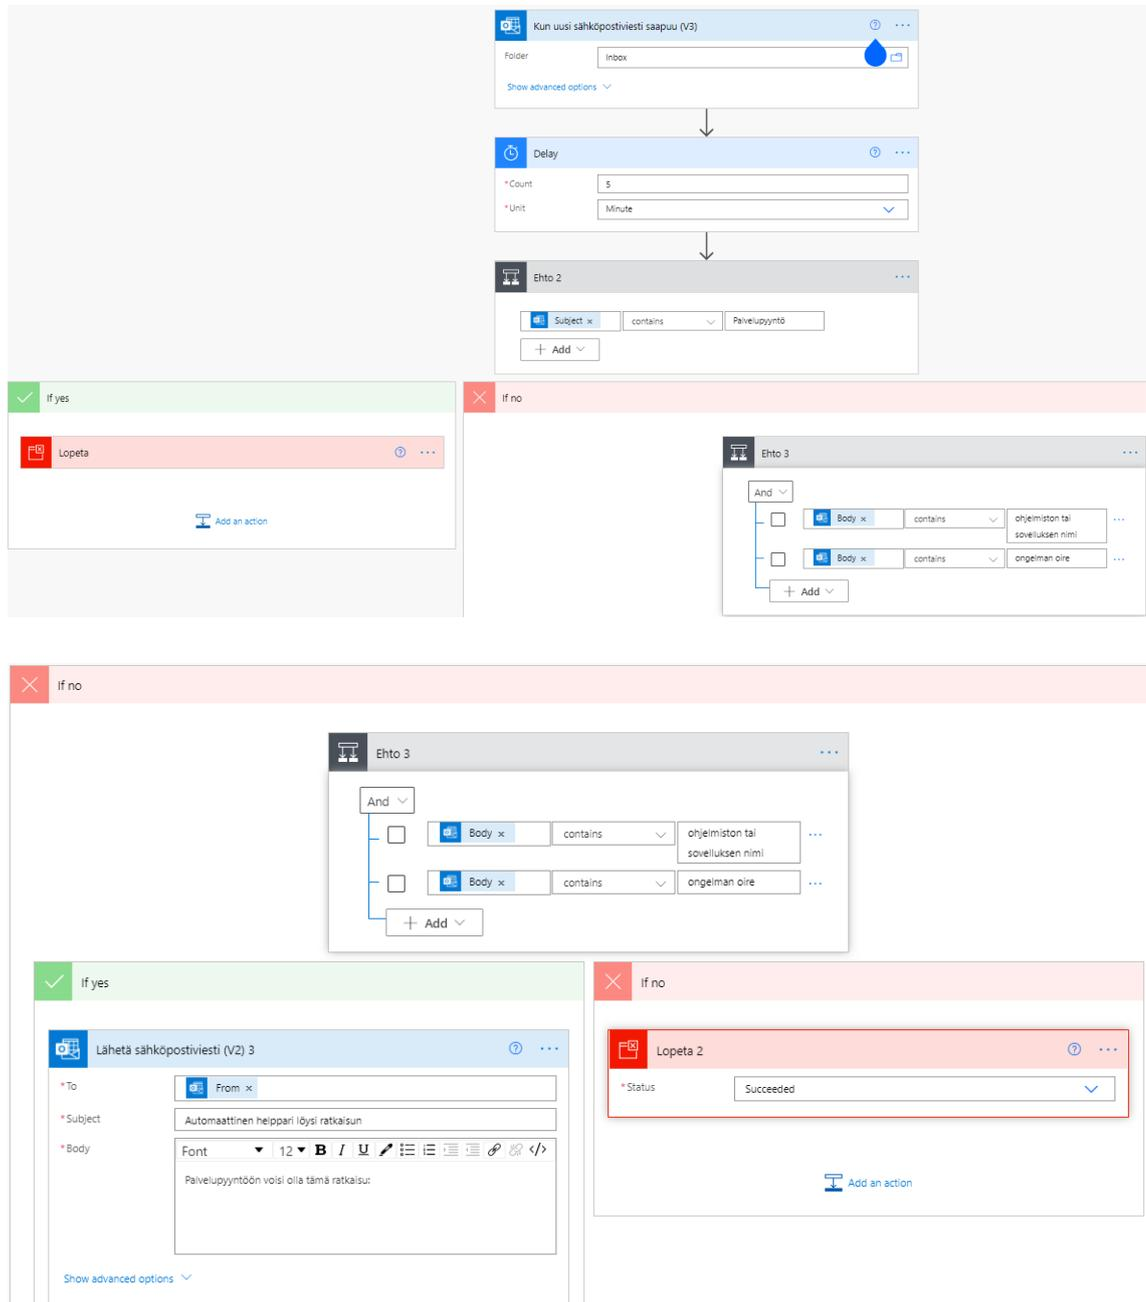 Kun uusi sähköpostiviesti saapuu (V3)
Folder
Inbox
Show advanced options
Delay
*Count
5
*Unit
Minute
Ehto 2
Subject × contains Palvelupyyntö
+ Add
If yes
If no
Lopeta
Add an action
Ehto 3
And
Body × contains ohjelmiston tai
sovelluksen nimi
Body × contains ongelman oire
+ Add
If no
Ehto 3
And
Body × contains ohjelmiston tai
sovelluksen nimi
Body × contains ongelman oire
+ Add
If yes
If no
Lähetä sähköpostiviesti (V2) 3
*To
From ×
*Subject
Automaattinen helppari löysi ratkaisun
*Body
Font 12 B I U </>
Palvelupyyntöön voisi olla tämä ratkaisu:
Show advanced options
Lopeta 2
*Status
Succeeded
Add an action